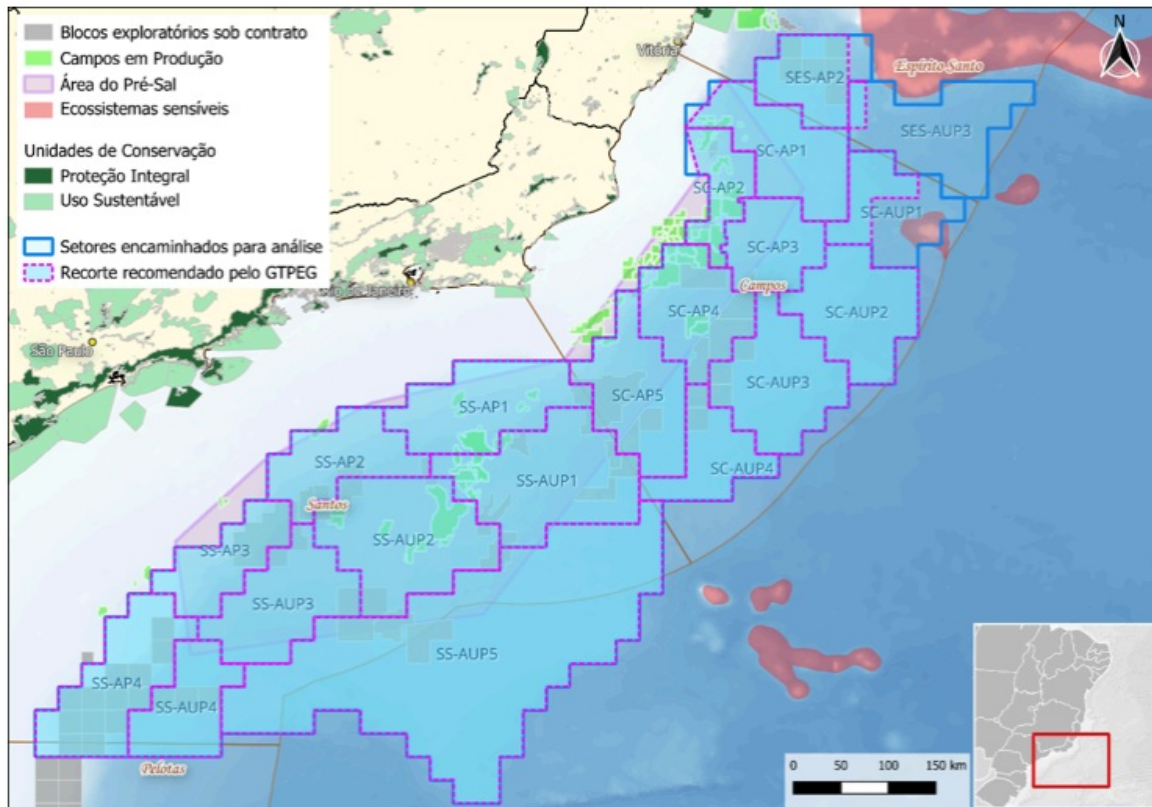 Blocos exploratórios sob contrato
Campos em Produção
Área do Pré-Sal
Ecossistemas sensíveis
Unidades de Conservação
Proteção Integral
Uso Sustentável
Setores encaminhados para análise
Recorte recomendado pelo GTPEG
N
Vitória
Espírito Santo
SES-AP2
SES-AUP3
SC-AP1
SC-AP2
SC-AUP1
SC-AP3
Campos
SC-AP4
SC-AUP2
São Paulo
SC-AUP3
SC-AP5
SS-AP1
SS-AP2
SC-AUP4
SS-AUP1
Santos
SS-AUP2
SS-AP3
SS-AUP3
SS-AUP5
SS-AP4
SS-AUP4
Pelotas
0 50 100 150 km